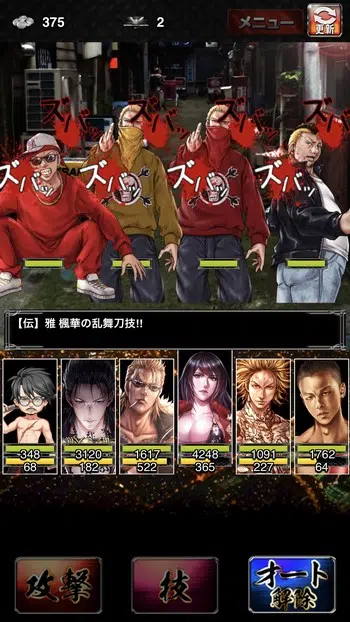 375
2
メニュー
更新
ズバッ
ズバッ
ズバッ
ズバッ
ズバッ
ズバッ
ズバッ
【伝】雅 楓華の乱舞刀技!!
348 3120 1617 4248 1091 1762
68 182 522 365 227 64
攻撃
技
オート
解除